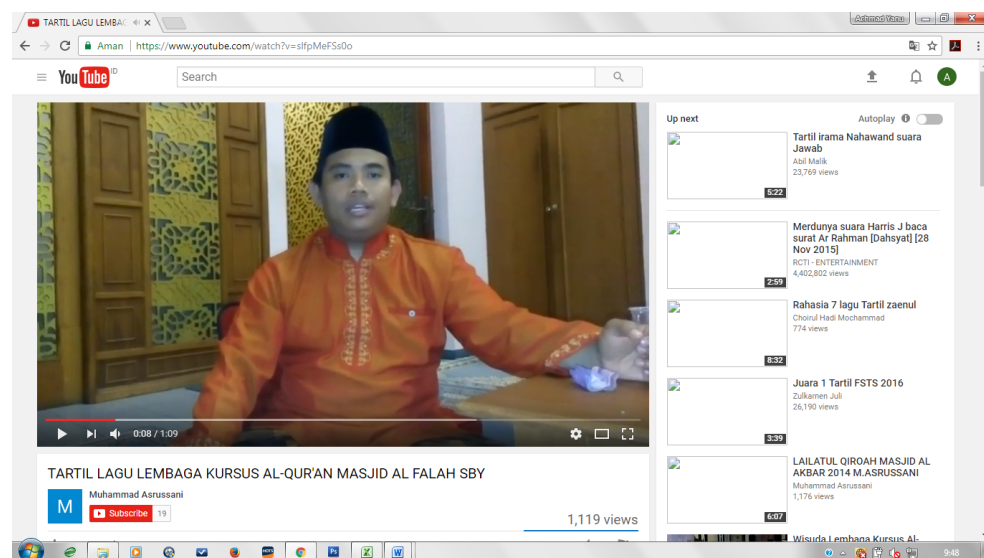 TARTIL LAGU LEMBAG
Achmad Yanu
Aman | https://www.youtube.com/watch?v=slfpMeFSs0o
YouTube ID
Search
A
Up next
Autoplay
Tartil irama Nahawand suara
Jawab
Abil Malik
23,769 views
5:22
Merdunya suara Harris J baca
surat Ar Rahman [Dahsyat] [28
Nov 2015]
RCTI - ENTERTAINMENT
4,402,802 views
2:59
Rahasia 7 lagu Tartil zaenul
Choirul Hadi Mochammad
774 views
8:32
Juara 1 Tartil FSTS 2016
Zulkarnen Juli
26,190 views
3:39
LAILATUL QIROAH MASJID AL
AKBAR 2014 M.ASRUSSANI
Muhammad Asrussani
1,176 views
6:07
Wisuda Lembaga Kursus Al-
0:08 / 1:09
TARTIL LAGU LEMBAGA KURSUS AL-QUR'AN MASJID AL FALAH SBY
M
Muhammad Asrussani
Subscribe 19
1,119 views
Ps
9:48